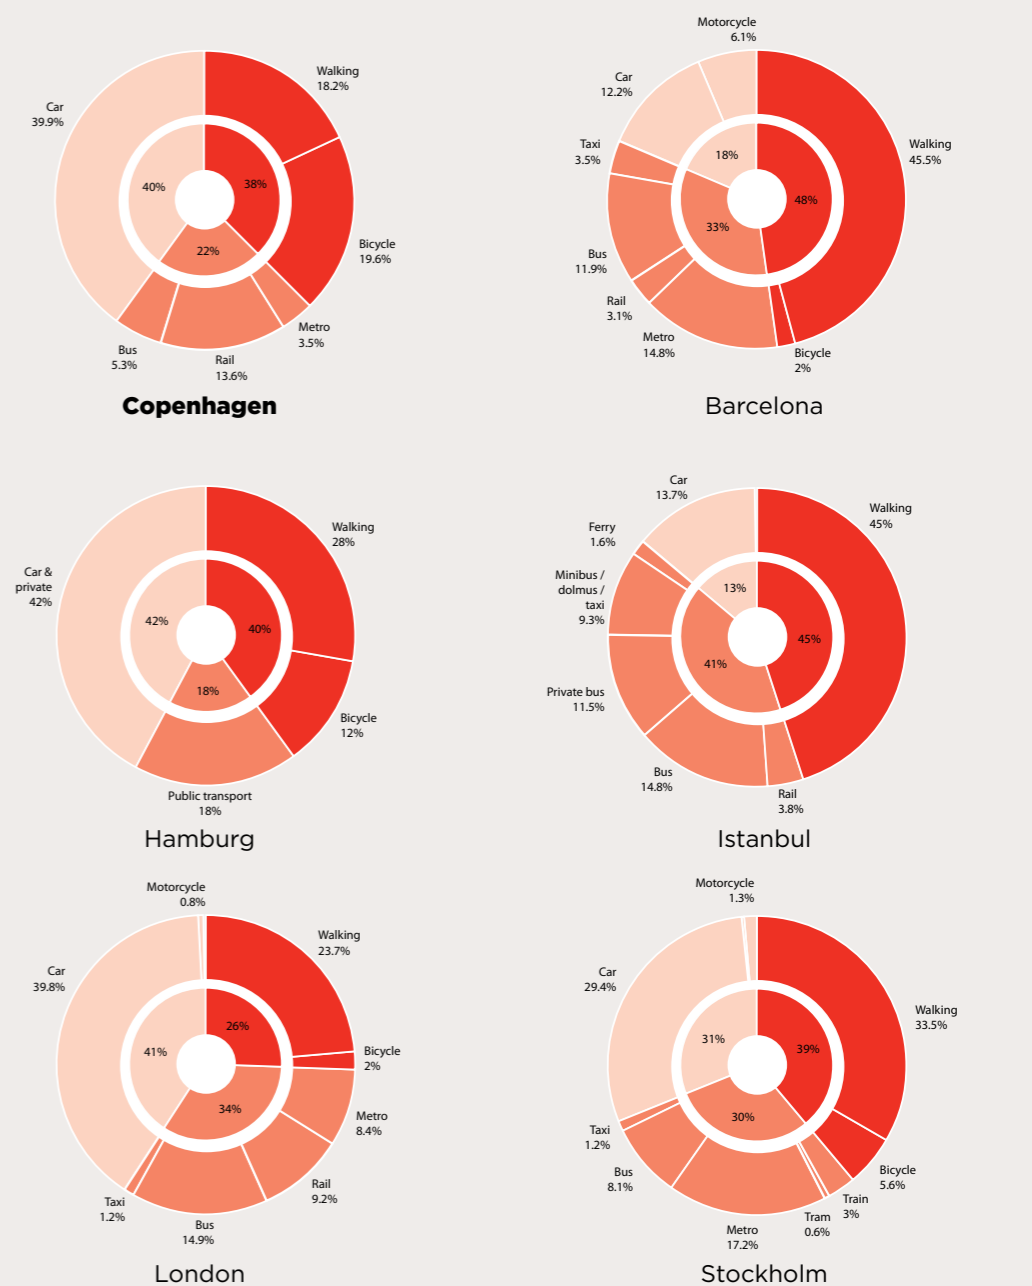 Walking
18.2%
Car
39.9%
40%
38%
22%
Bicycle
19.6%
Metro
3.5%
Rail
13.6%
Bus
5.3%
Copenhagen
Motorcycle
6.1%
Car
12.2%
Taxi
3.5%
18%
48%
33%
Walking
45.5%
Bus
11.9%
Rail
3.1%
Metro
14.8%
Bicycle
2%
Barcelona
Walking
28%
Car &
private
42%
42%
40%
18%
Bicycle
12%
Public transport
18%
Hamburg
Car
13.7%
Walking
45%
Ferry
1.6%
Minibus /
dolmus /
taxi
9.3%
13%
45%
41%
Private bus
11.5%
Bus
14.8%
Rail
3.8%
Istanbul
Motorcycle
0.8%
Walking
23.7%
Car
39.8%
26%
41%
34%
Bicycle
2%
Metro
8.4%
Rail
9.2%
Taxi
1.2%
Bus
14.9%
London
Motorcycle
1.3%
Car
29.4%
Walking
33.5%
31%
39%
30%
Taxi
1.2%
Bus
8.1%
Bicycle
5.6%
Train
3%
Tram
0.6%
Metro
17.2%
Stockholm